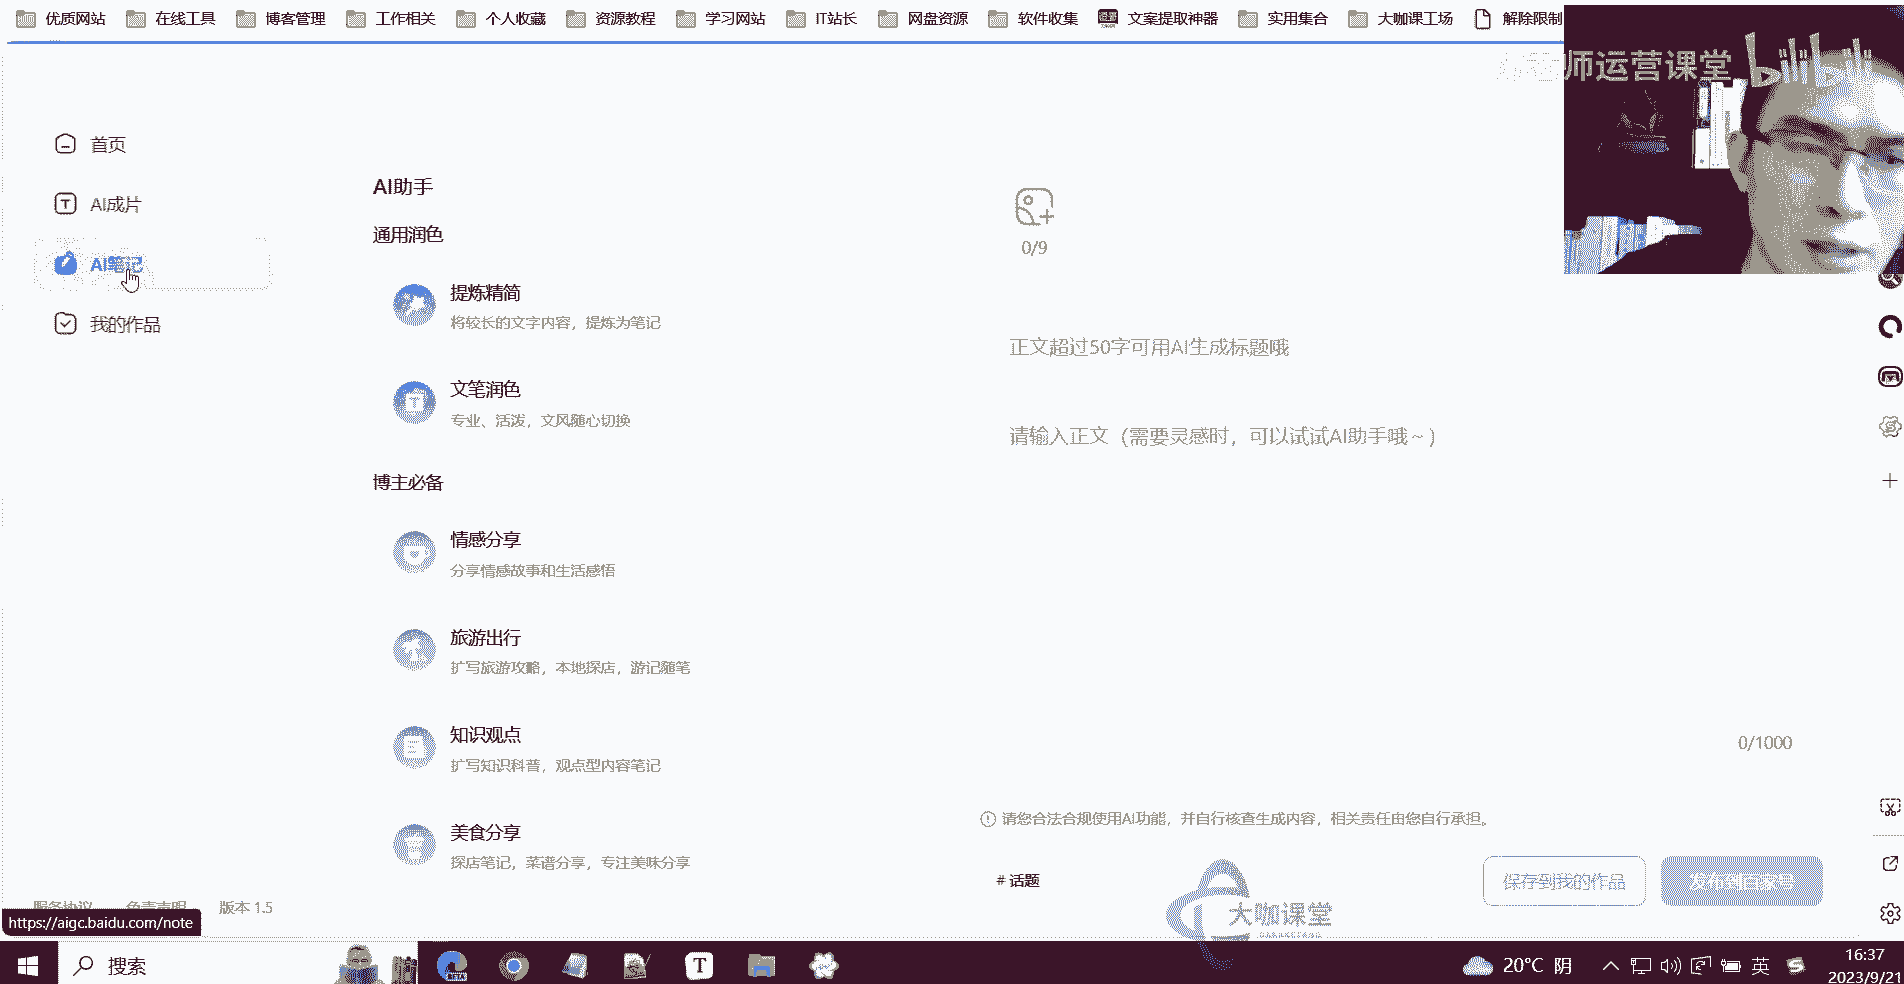 优质网站 在线工具 博客管理 工作相关 个人收藏 资源教程 学习网站 IT站长 网盘资源 软件收集 文案提取神器 实用集合 大咖课工场 解除限制
师运营课堂 bilibili
首页
AI成片
AI笔记
我的作品
AI助手
通用润色
提炼精简
将较长的文字内容，提炼为笔记
文笔润色
专业、活泼，文风随心切换
博主必备
情感分享
分享情感故事和生活感悟
旅游出行
扩写旅游攻略，本地探店，游记随笔
知识观点
扩写知识科普，观点型内容笔记
美食分享
探店笔记，菜谱分享，专注美味分享
0/9
正文超过50字可用AI生成标题哦
请输入正文（需要灵感时，可以试试AI助手哦～）
0/1000
请您合法合规使用AI功能，并自行核查生成内容，相关责任由您自行承担。
# 话题
保存到我的作品 发布到百家号
大咖课堂
服务协议 免责声明 版本 1.5
https://aigc.baidu.com/note
搜索
20°C 阴
英
16:37
2023/9/21